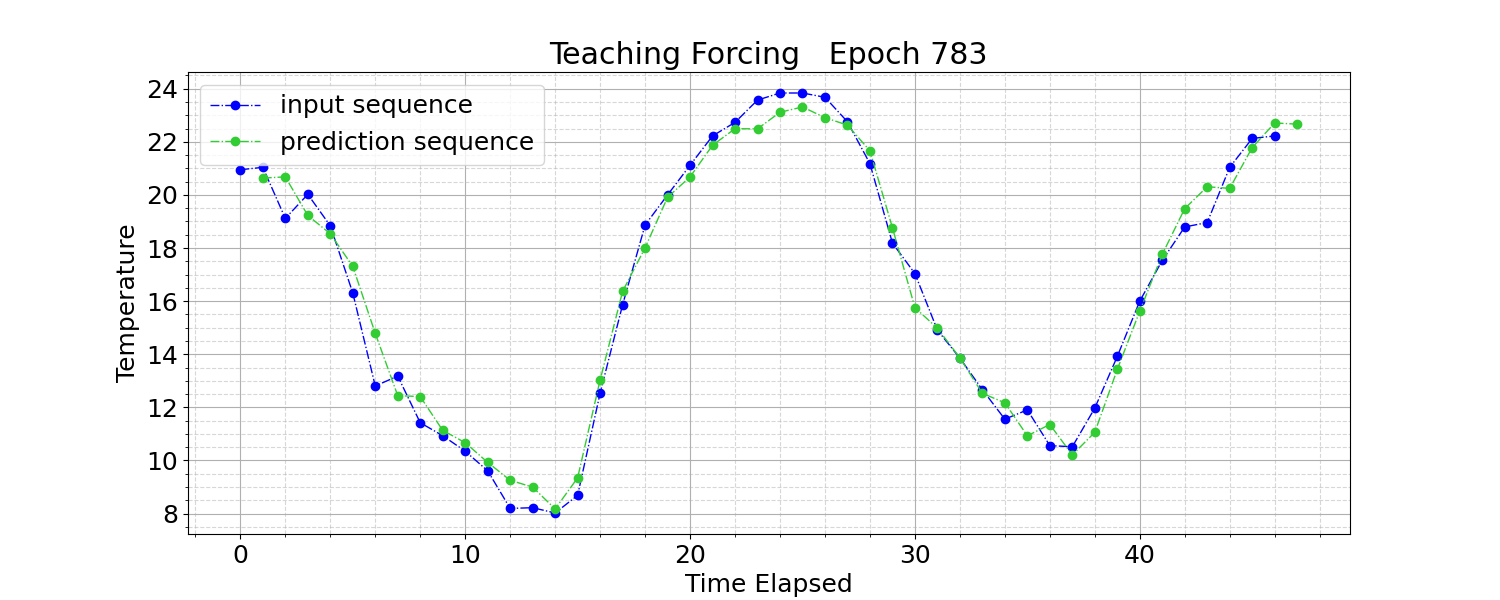 Teaching Forcing   Epoch 783
input sequence
prediction sequence
Temperature
24
22
20
18
16
14
12
10
8
0 10 20 30 40
Time Elapsed